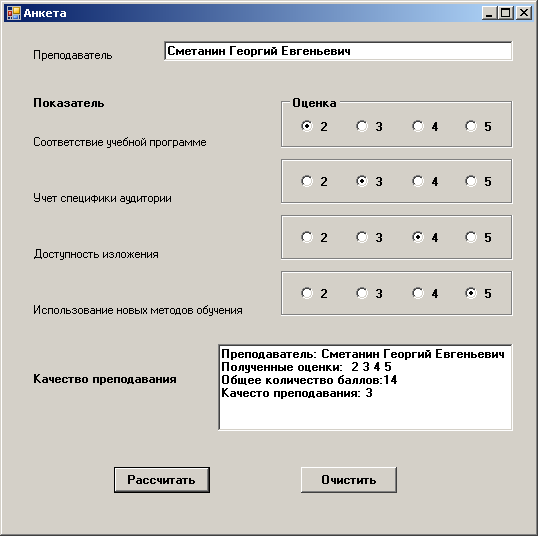 Анкета
Преподаватель
Сметанин Георгий Евгеньевич
Показатель
Оценка
Соответствие учебной программе
2 3 4 5
Учет специфики аудитории
2 3 4 5
Доступность изложения
2 3 4 5
Использование новых методов обучения
2 3 4 5
Качество преподавания
Преподаватель: Сметанин Георгий Евгеньевич
Полученные оценки: 2 3 4 5
Общее количество баллов:14
Качесто преподавания: 3
Рассчитать
Очистить